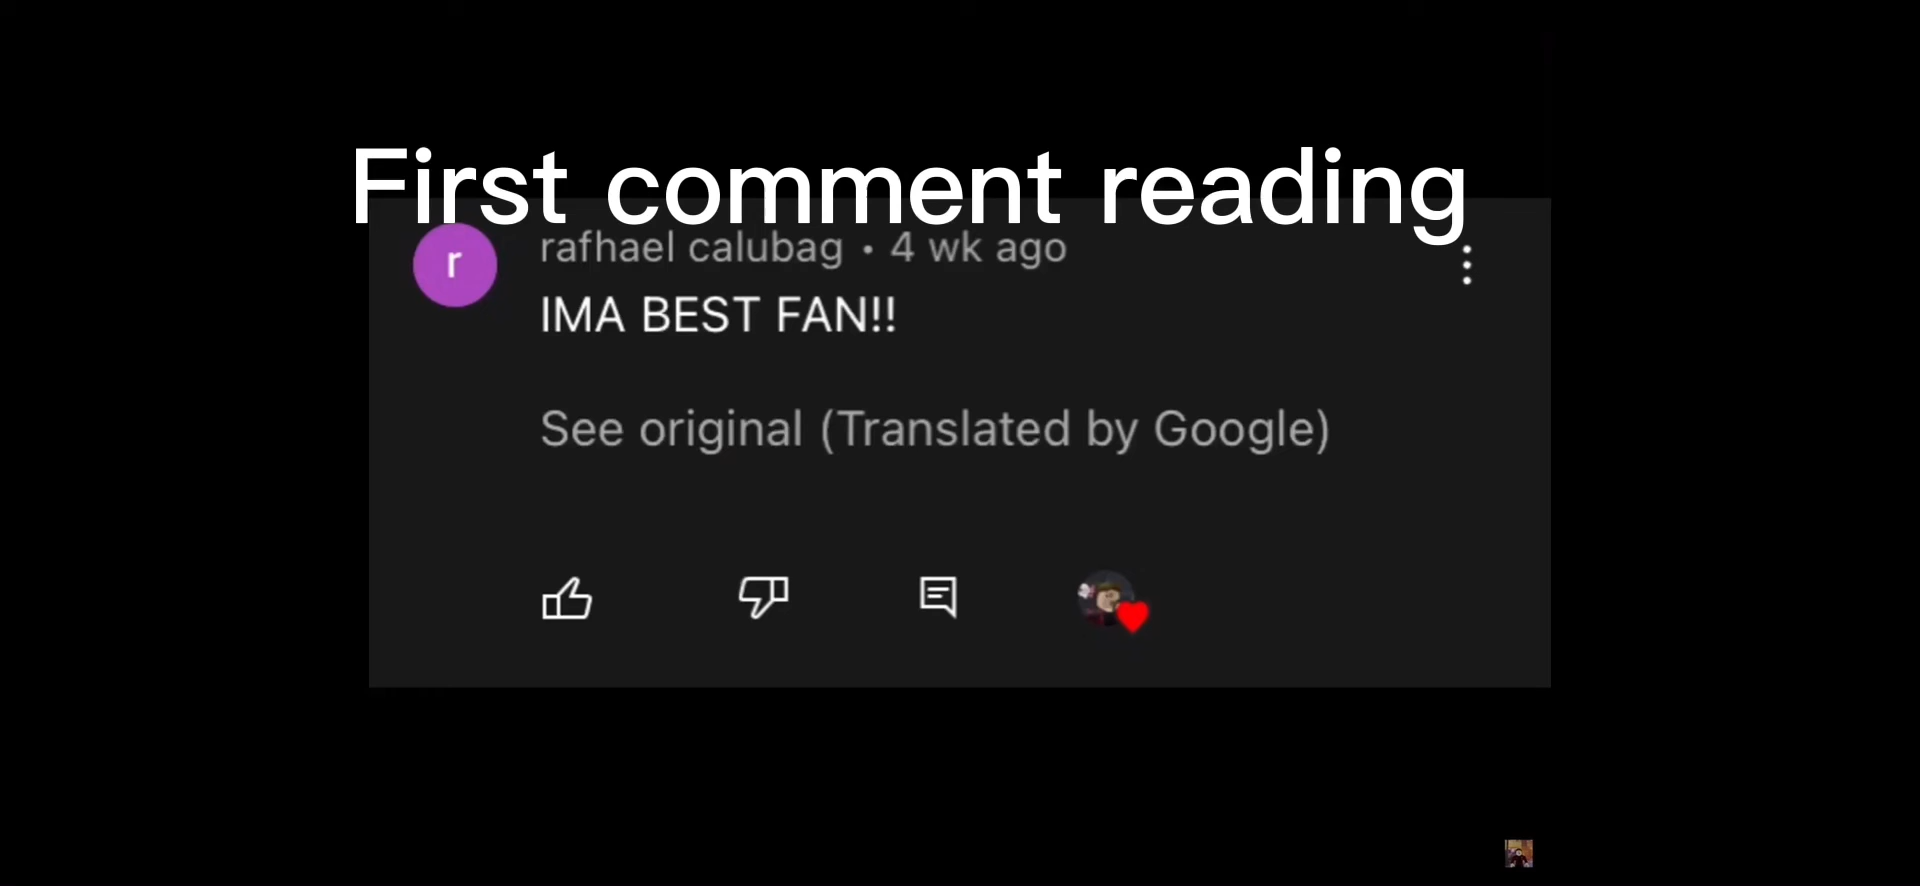 First comment reading
r
rafhael calubag • 4 wk ago
IMA BEST FAN!!
See original (Translated by Google)